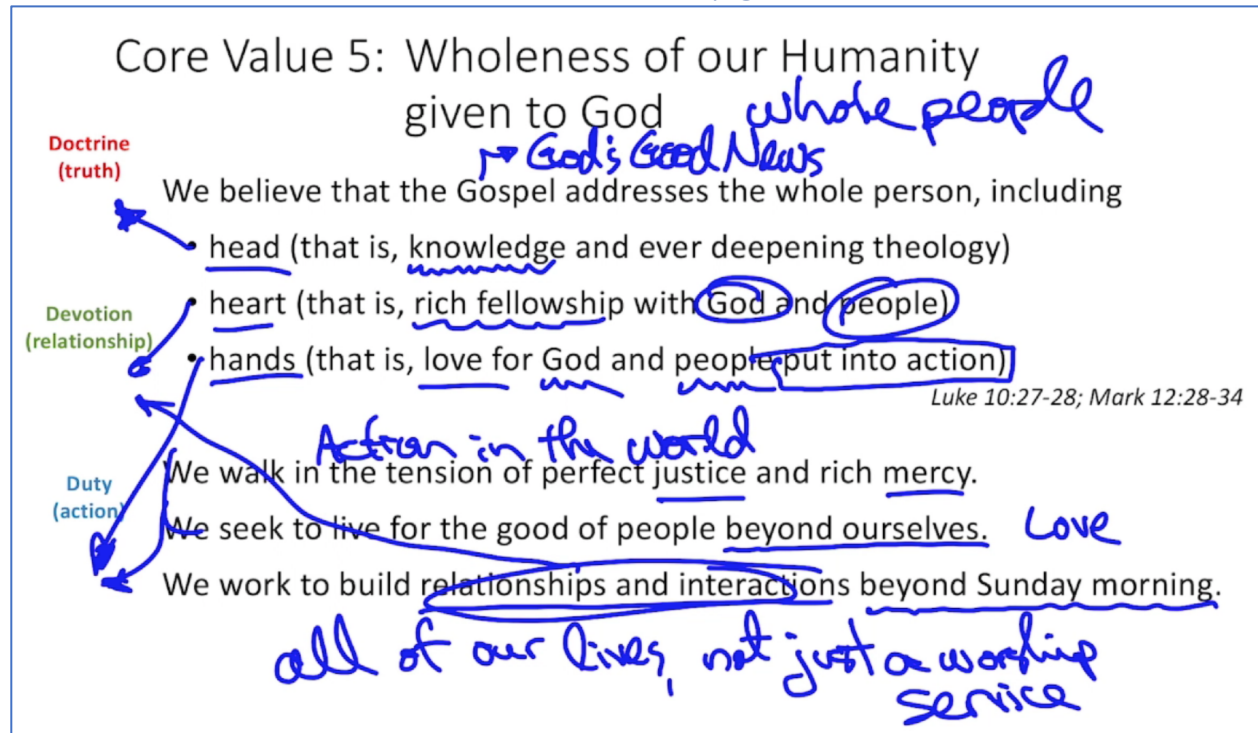 Core Value 5: Wholeness of our Humanity
given to God
whole people
God's Good News
Doctrine
(truth)
We believe that the Gospel addresses the whole person, including
• head (that is, knowledge and ever deepening theology)
• heart (that is, rich fellowship with God and people)
Devotion
(relationship)
• hands (that is, love for God and people put into action)
Luke 10:27-28; Mark 12:28-34
Action in the world
We walk in the tension of perfect justice and rich mercy.
Duty
(action)
We seek to live for the good of people beyond ourselves.
Love
We work to build relationships and interactions beyond Sunday morning.
all of our lives, not just a worship
service